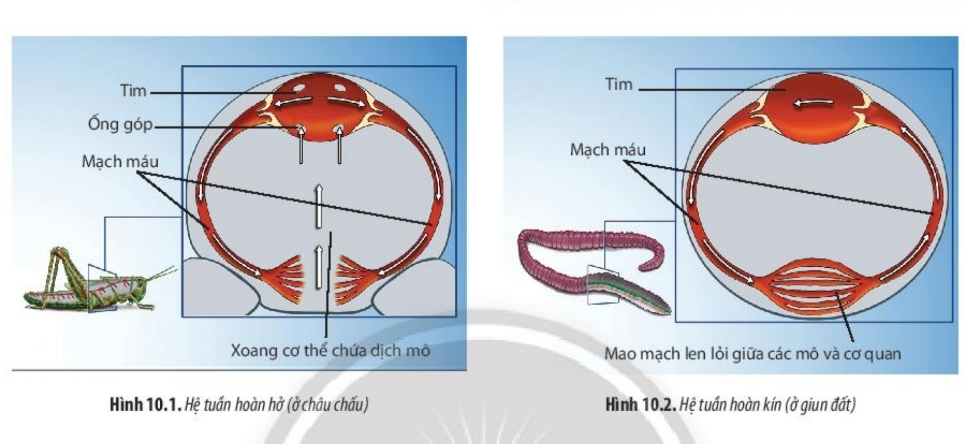 Tim
Ống góp
Mạch máu
Xoang cơ thể chứa dịch mô
Hình 10.1. Hệ tuần hoàn hở (ở châu chấu)
Tim
Mạch máu
Mao mạch len lỏi giữa các mô và cơ quan
Hình 10.2. Hệ tuần hoàn kín (ở giun đất)